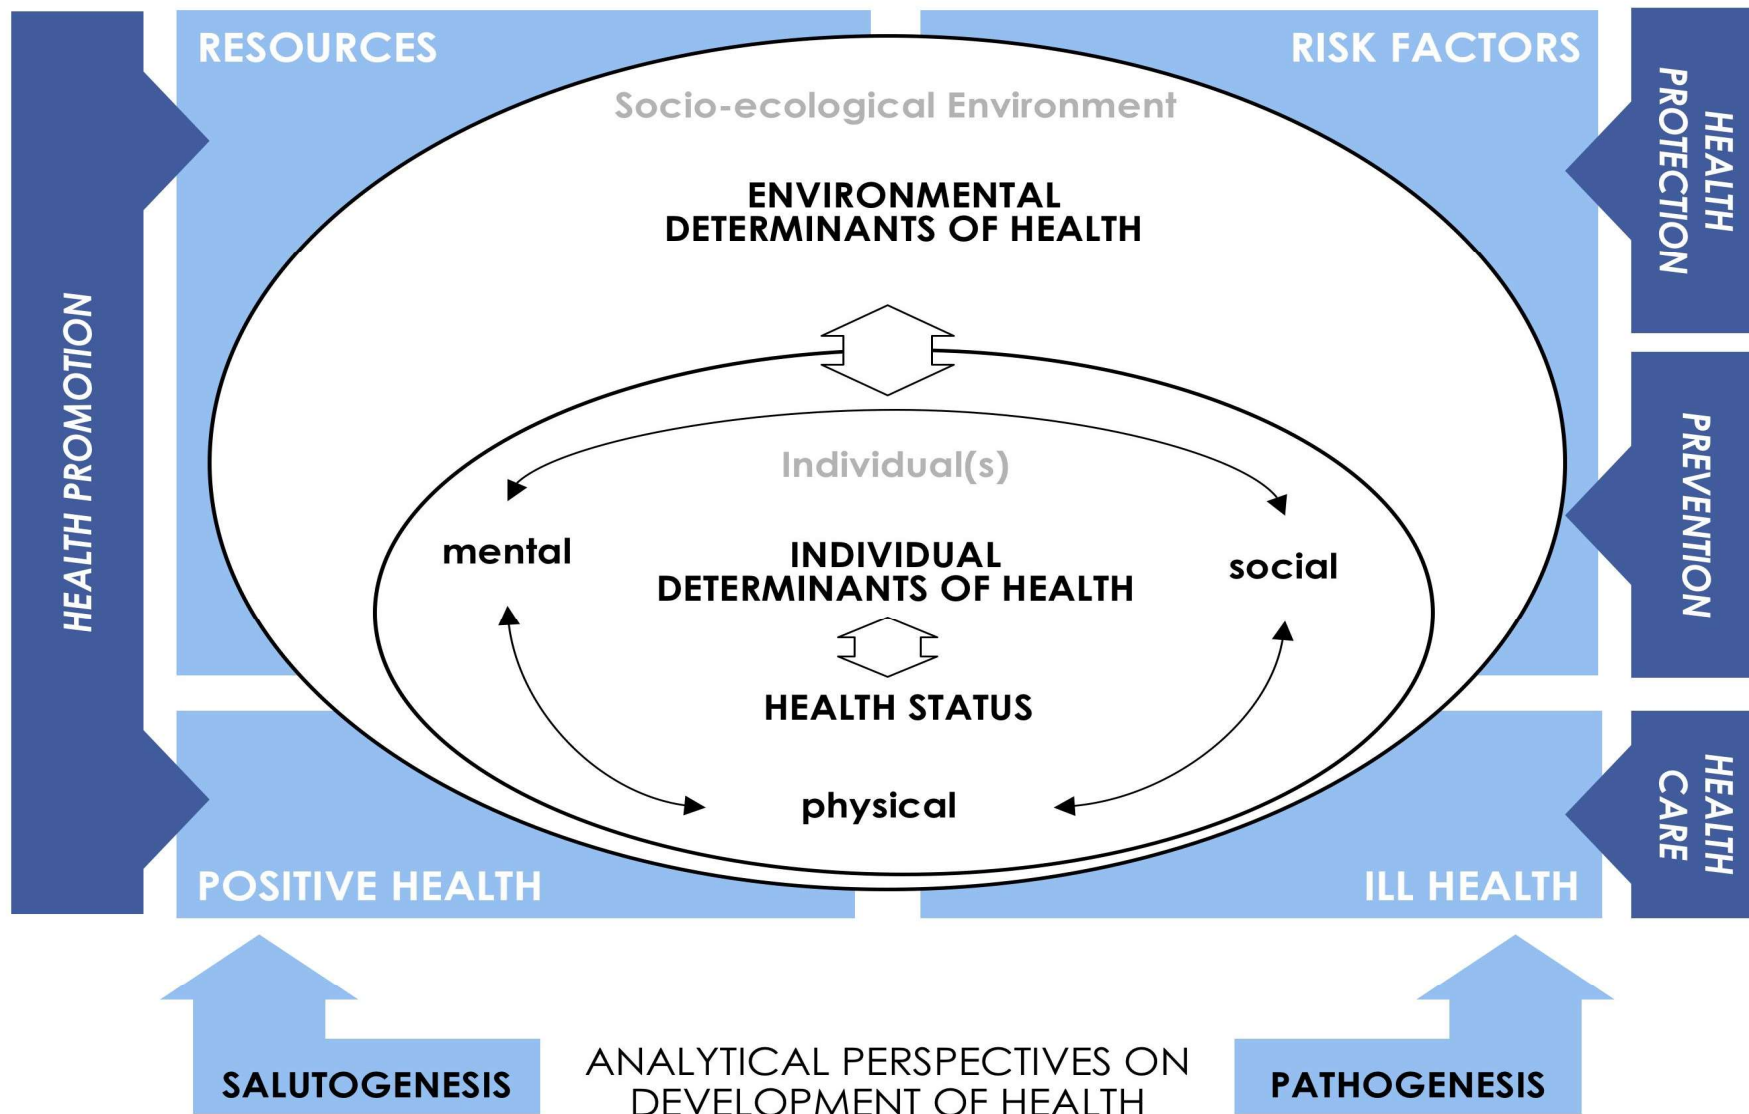 RESOURCES
RISK FACTORS
Socio-ecological Environment
ENVIRONMENTAL
DETERMINANTS OF HEALTH
HEALTH PROMOTION
HEALTH
PROTECTION
PREVENTION
HEALTH
CARE
Individual(s)
mental
INDIVIDUAL
DETERMINANTS OF HEALTH
social
HEALTH STATUS
physical
POSITIVE HEALTH
ILL HEALTH
SALUTOGENESIS
ANALYTICAL PERSPECTIVES ON
DEVELOPMENT OF HEALTH
PATHOGENESIS